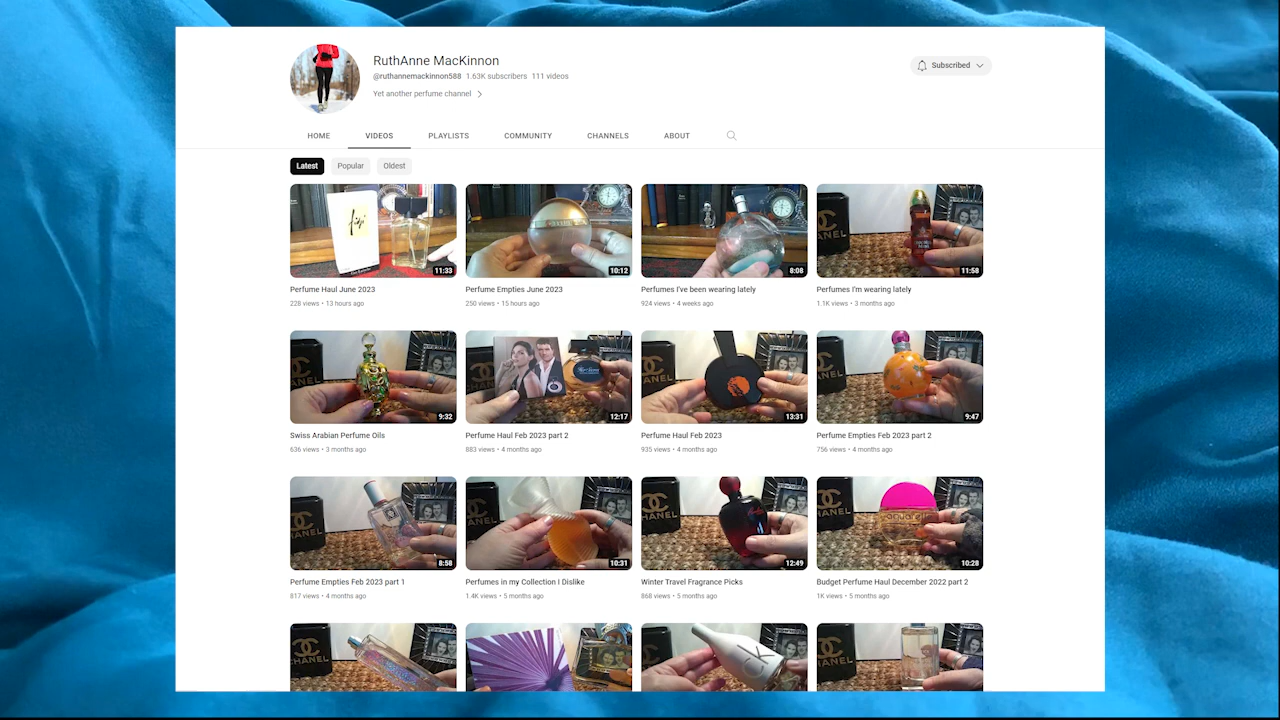 RuthAnne MacKinnon
@ruthannemackinnon588 1.63K subscribers 111 videos
Yet another perfume channel
Subscribed
HOME VIDEOS PLAYLISTS COMMUNITY CHANNELS ABOUT
Latest Popular Oldest
11:33 10:12 8:08 11:58
Perfume Haul June 2023 Perfume Empties June 2023 Perfumes I've been wearing lately Perfumes I'm wearing lately
228 views • 13 hours ago 250 views • 15 hours ago 924 views • 4 weeks ago 1.1K views • 3 months ago
9:32 12:17 13:31 9:47
Swiss Arabian Perfume Oils Perfume Haul Feb 2023 part 2 Perfume Haul Feb 2023 Perfume Empties Feb 2023 part 2
636 views • 3 months ago 883 views • 4 months ago 935 views • 4 months ago 756 views • 4 months ago
8:58 10:31 12:49 10:28
Perfume Empties Feb 2023 part 1 Perfumes in my Collection I Dislike Winter Travel Fragrance Picks Budget Perfume Haul December 2022 part 2
817 views • 4 months ago 1.4K views • 5 months ago 868 views • 5 months ago 1K views • 5 months ago
CHANEL CK